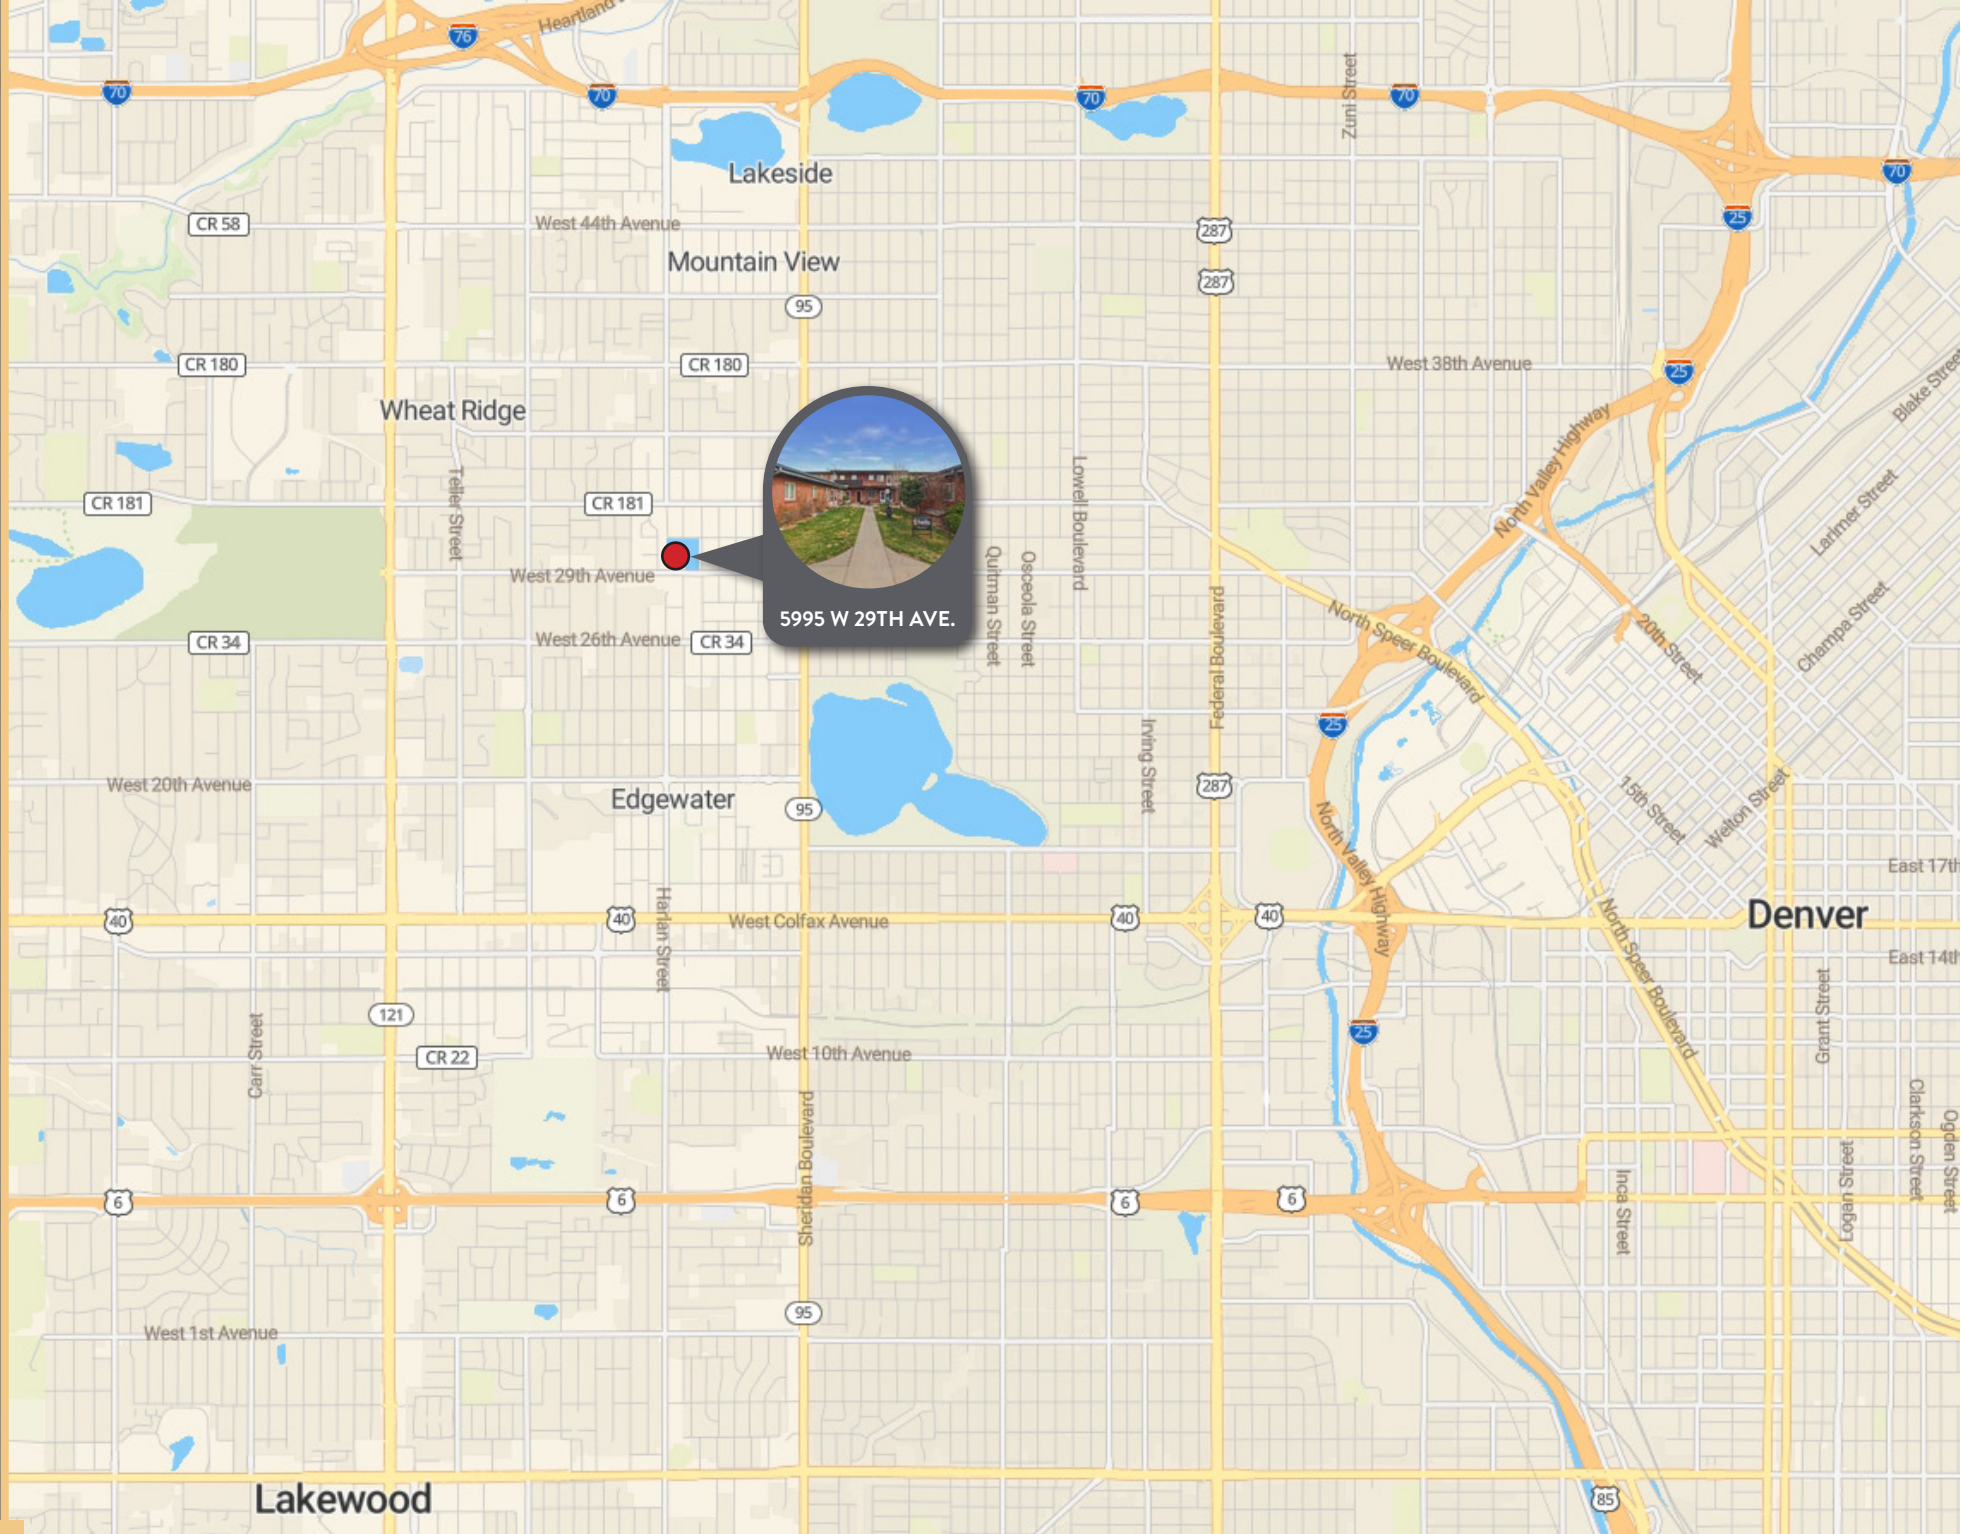 Heartland
76
70
70
70
70
70
Zuni Street
Lakeside
25
CR 58
West 44th Avenue
287
Mountain View
287
95
CR 180
CR 180
West 38th Avenue
25
Wheat Ridge
Blake Street
North Valley Highway
Teller Street
Lowell Boulevard
Larimer Street
CR 181
CR 181
West 29th Avenue
Quitman Street
Osceola Street
5995 W 29TH AVE.
Federal Boulevard
North Speer Boulevard
20th Street
Champa Street
CR 34
West 26th Avenue
CR 34
25
Irving Street
West 20th Avenue
Edgewater
95
287
15th Street
Welton Street
North Valley Highway
East 17th
Harlan Street
40
40
West Colfax Avenue
40
40
Denver
North Speer Boulevard
East 14th
121
Carr Street
CR 22
West 10th Avenue
25
Grant Street
Sheridan Boulevard
Clarkson Street
Ogden Street
Logan Street
Inca Street
6
6
6
6
95
West 1st Avenue
Lakewood
85